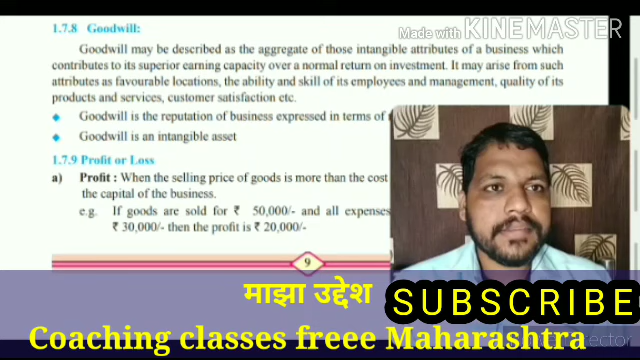 Made with KINEMASTER
1.7.8 Goodwill:
Goodwill may be described as the aggregate of those intangible attributes of a business which
contributes to its superior earning capacity over a normal return on investment. It may arise from such
attributes as favourable locations, the ability and skill of its employees and management, quality of its
products and services, customer satisfaction etc.
Goodwill is the reputation of business expressed in terms of
Goodwill is an intangible asset
1.7.9 Profit or Loss
a) Profit : When the selling price of goods is more than the cost
the capital of the business.
e.g. If goods are sold for ₹ 50,000/- and all expenses
₹ 30,000/- then the profit is ₹ 20,000/-
9
माझा उद्देश
SUBSCRIBE
Coaching classes freee Maharashtra